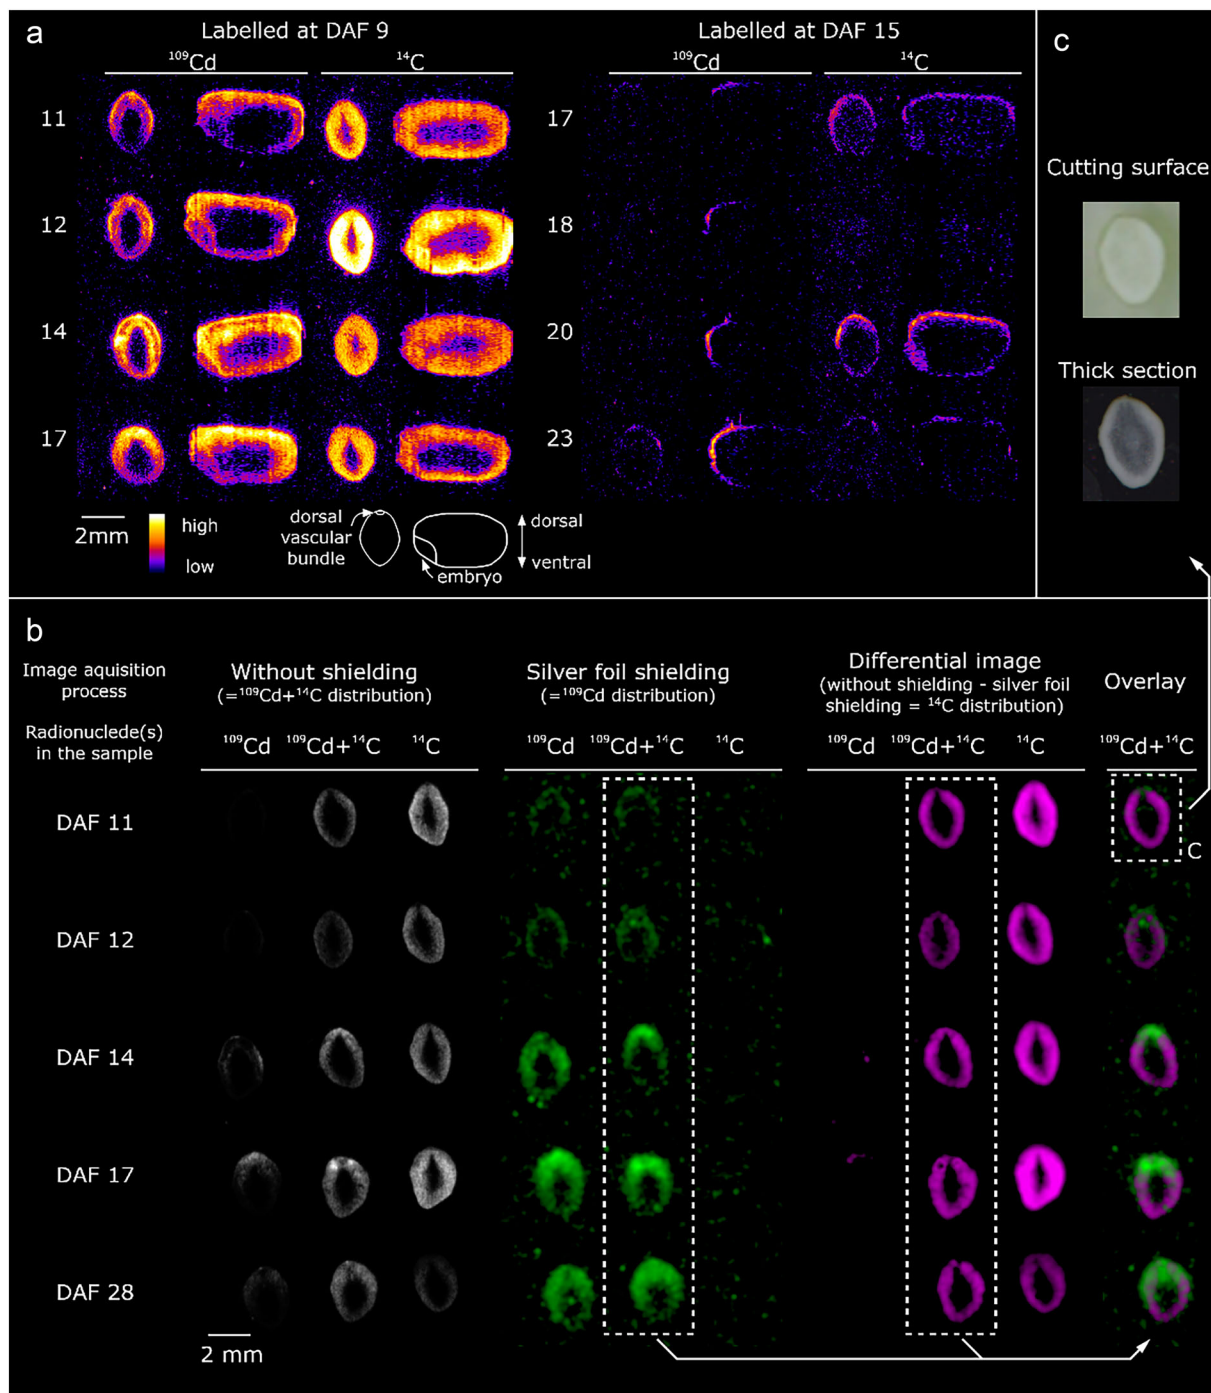 a
Labelled at DAF 9
Labelled at DAF 15
¹⁰⁹Cd
¹⁴C
¹⁰⁹Cd
¹⁴C
11
12
14
17
17
18
20
23
2mm
high
low
dorsal
vascular
bundle
embryo
dorsal
ventral
c
Cutting surface
Thick section
b
Image aquisition
process
Radionuclede(s)
in the sample
Without shielding
(=¹⁰⁹Cd+¹⁴C distribution)
¹⁰⁹Cd ¹⁰⁹Cd+¹⁴C ¹⁴C
Silver foil shielding
(=¹⁰⁹Cd distribution)
¹⁰⁹Cd ¹⁰⁹Cd+¹⁴C ¹⁴C
Differential image
(without shielding - silver foil
shielding = ¹⁴C distribution)
¹⁰⁹Cd ¹⁰⁹Cd+¹⁴C ¹⁴C
Overlay
¹⁰⁹Cd+¹⁴C
DAF 11
C
DAF 12
DAF 14
DAF 17
DAF 28
2 mm